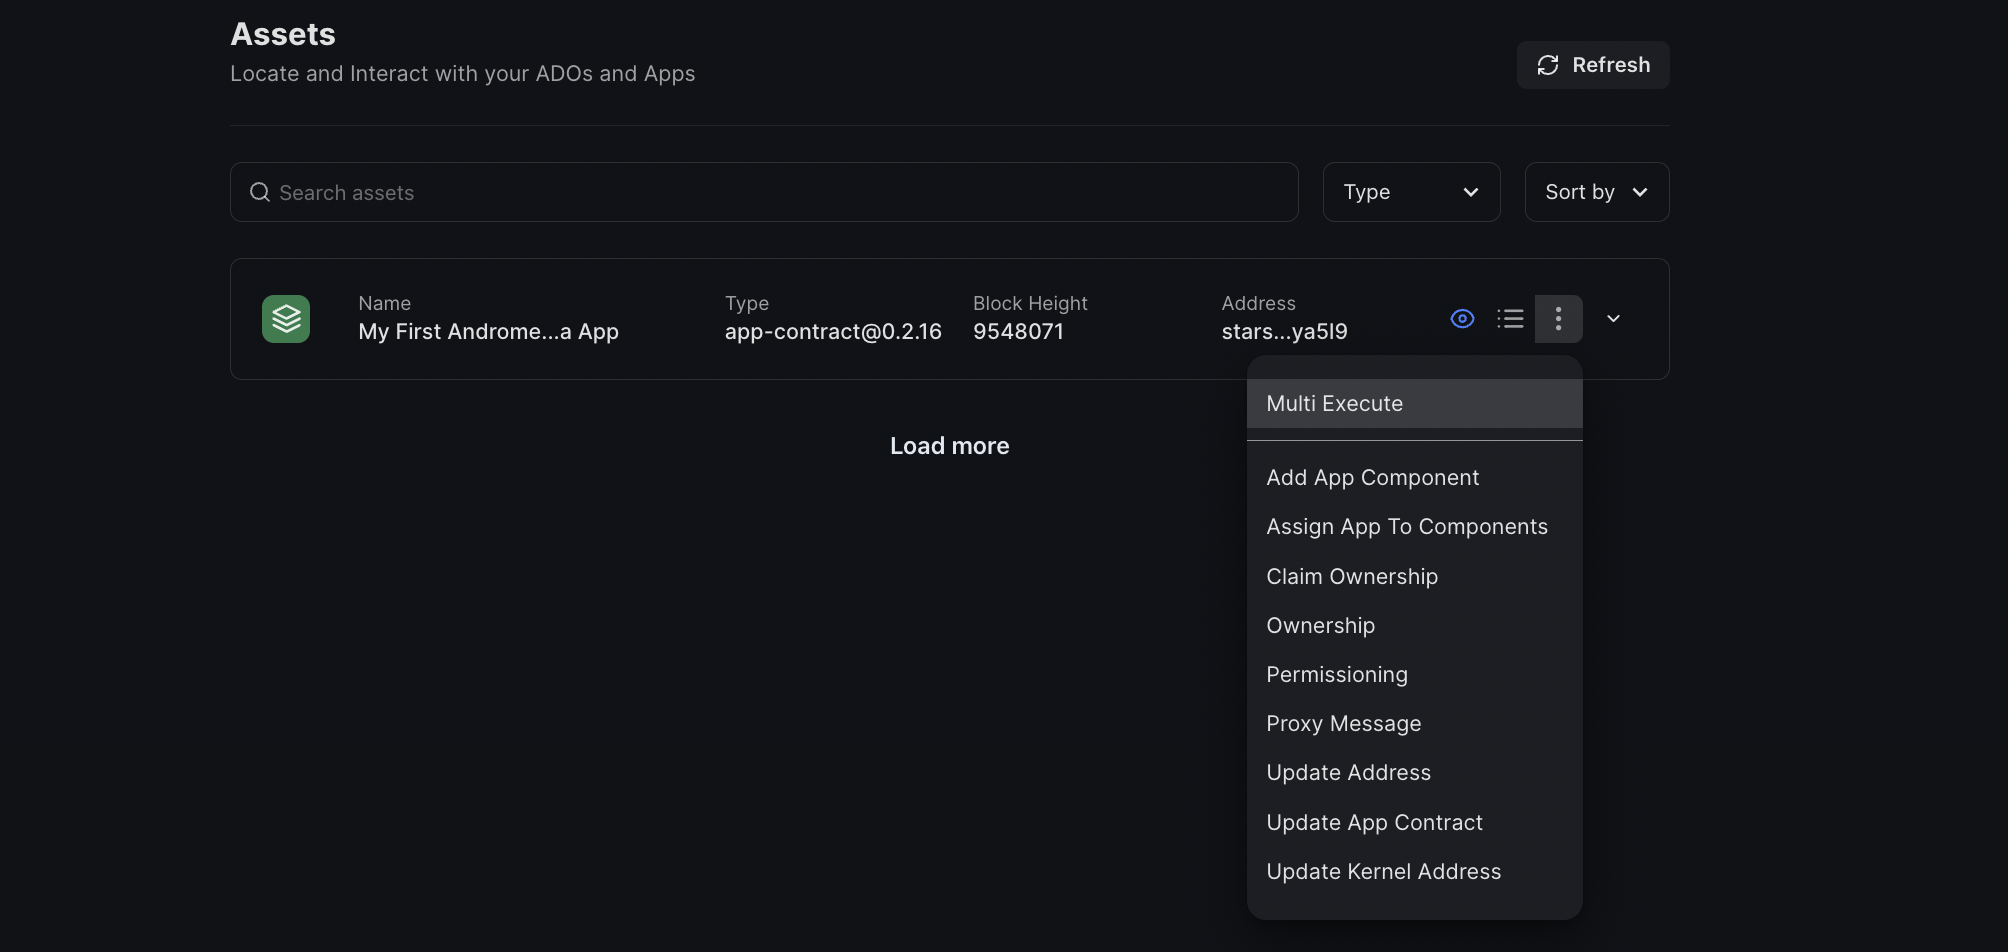 Assets
Locate and Interact with your ADOs and Apps
Refresh
Search assets
Type
Sort by
Name
My First Androme...a App
Type
app-contract@0.2.16
Block Height
9548071
Address
stars...ya5l9
Multi Execute
Load more
Add App Component
Assign App To Components
Claim Ownership
Ownership
Permissioning
Proxy Message
Update Address
Update App Contract
Update Kernel Address